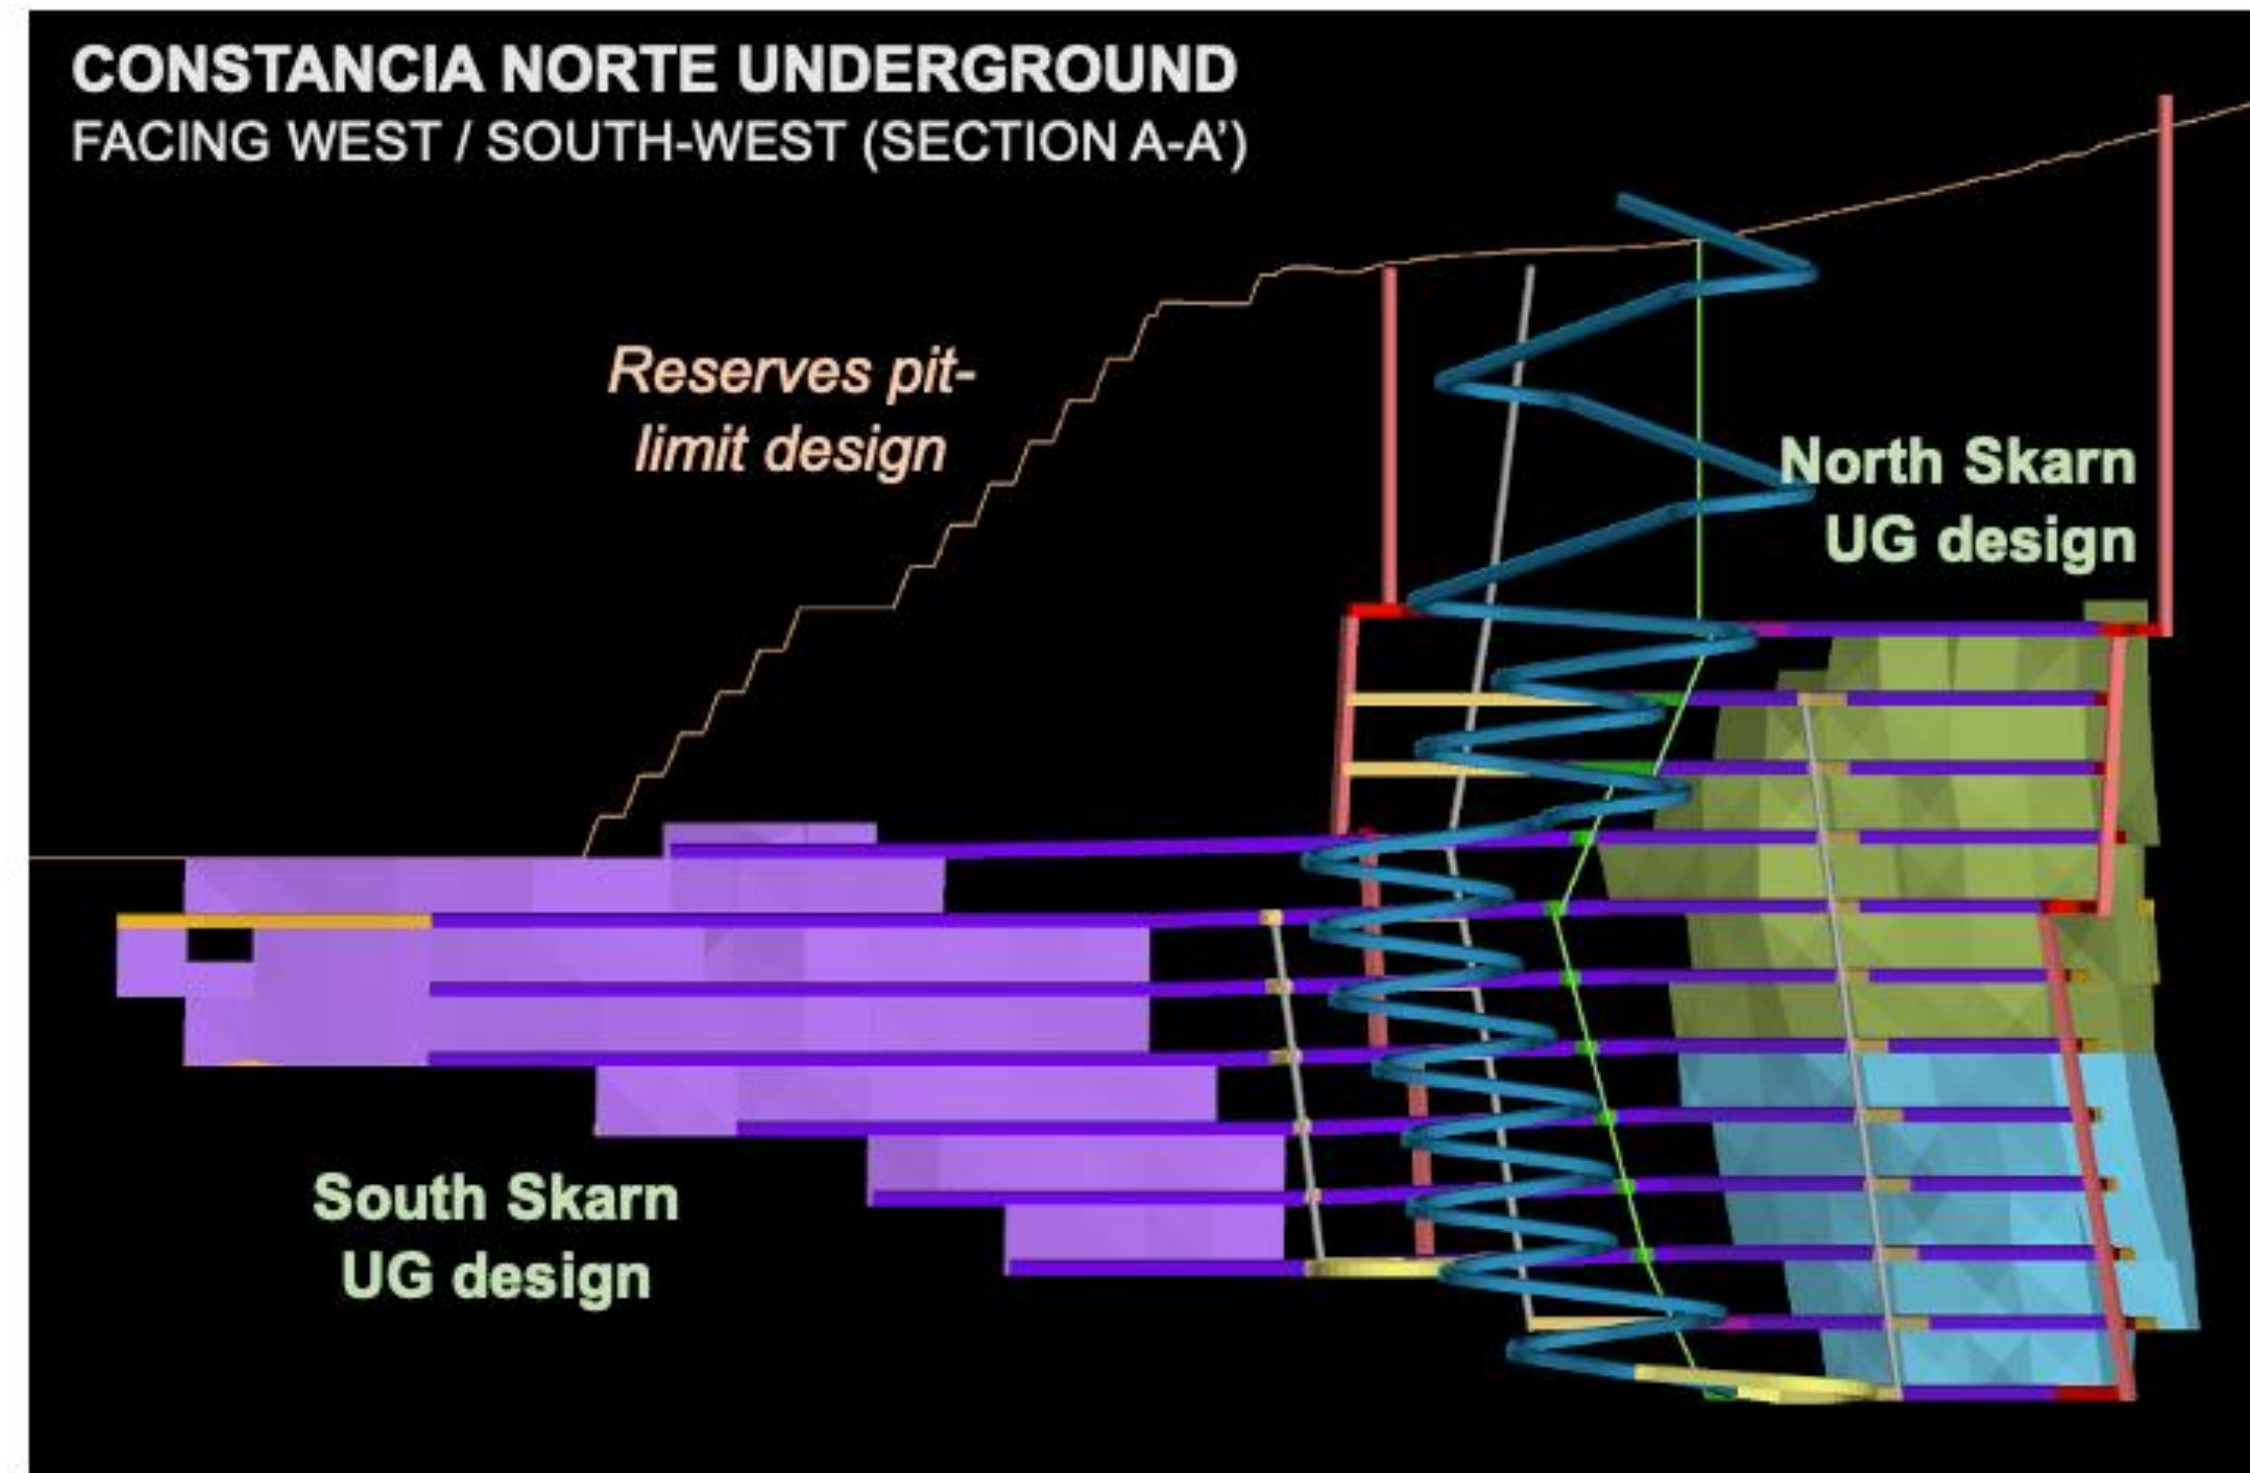 CONSTANCIA NORTE UNDERGROUND
FACING WEST / SOUTH-WEST (SECTION A-A’)
Reserves pit-
limit design
North Skarn
UG design
South Skarn
UG design